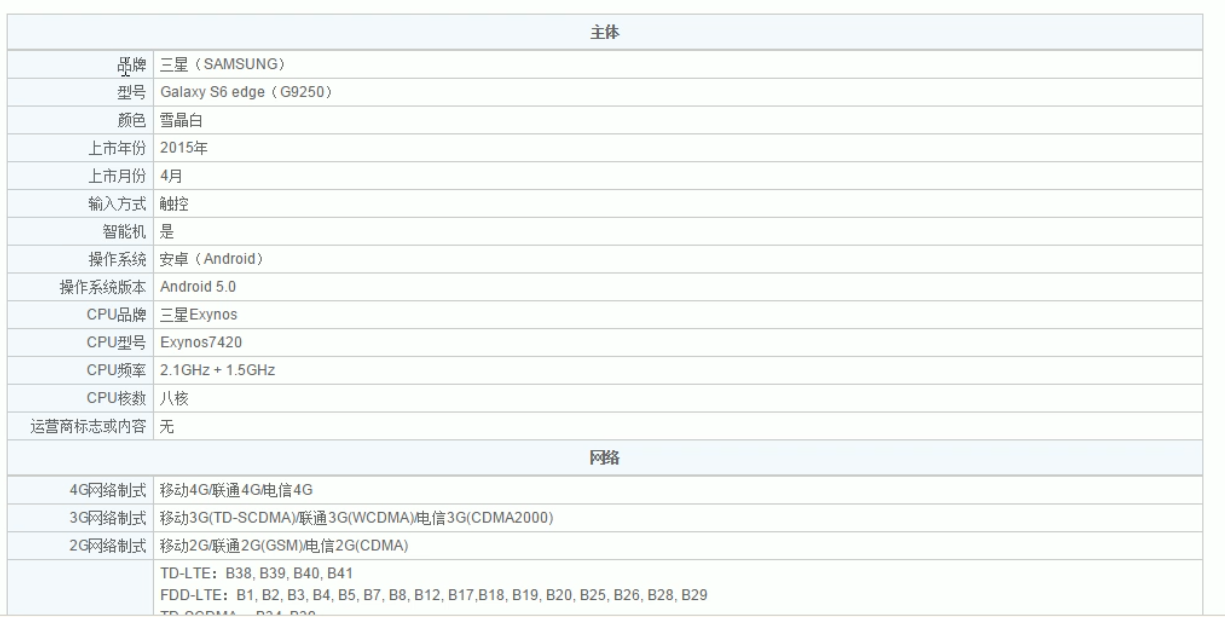 主体
品牌 三星（SAMSUNG）
型号 Galaxy S6 edge（G9250）
颜色 雪晶白
上市年份 2015年
上市月份 4月
输入方式 触控
智能机 是
操作系统 安卓（Android）
操作系统版本 Android 5.0
CPU品牌 三星Exynos
CPU型号 Exynos7420
CPU频率 2.1GHz + 1.5GHz
CPU核数 八核
运营商标志或内容 无
网络
4G网络制式 移动4G/联通4G/电信4G
3G网络制式 移动3G(TD-SCDMA)/联通3G(WCDMA)/电信3G(CDMA2000)
2G网络制式 移动2G/联通2G(GSM)/电信2G(CDMA)
TD-LTE：B38, B39, B40, B41
FDD-LTE：B1, B2, B3, B4, B5, B7, B8, B12, B17,B18, B19, B20, B25, B26, B28, B29